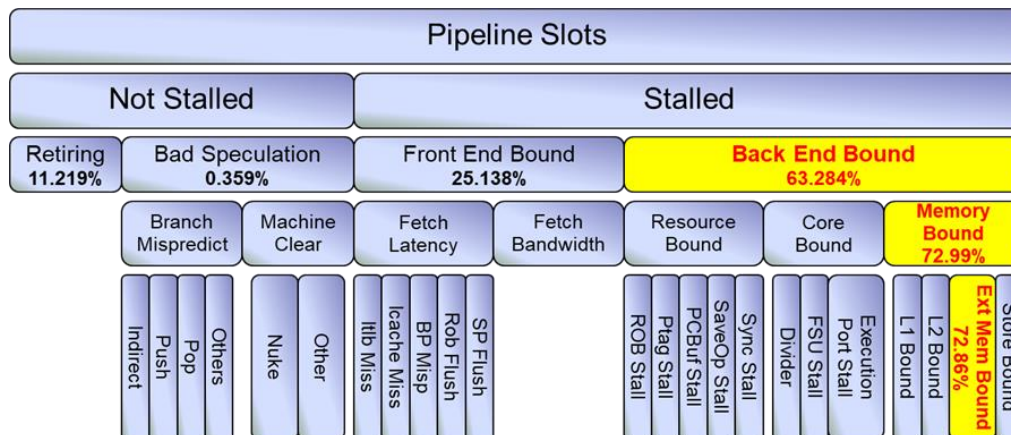 Pipeline Slots
Not Stalled
Stalled
Retiring
11.219%
Bad Speculation
0.359%
Front End Bound
25.138%
Back End Bound
63.284%
Branch
Mispredict
Machine
Clear
Fetch
Latency
Fetch
Bandwidth
Resource
Bound
Core
Bound
Memory
Bound
72.99%
Indirect
Push
Pop
Others
Nuke
Other
Itlb Miss
Icache Miss
BP Misp
Rob Flush
SP Flush
ROB Stall
Ptag Stall
PCBuf Stall
SaveOp Stall
Sync Stall
Divider
FSU Stall
Execution
Port Stall
L1 Bound
L2 Bound
Ext Mem Bound
72.86%
Store Bound